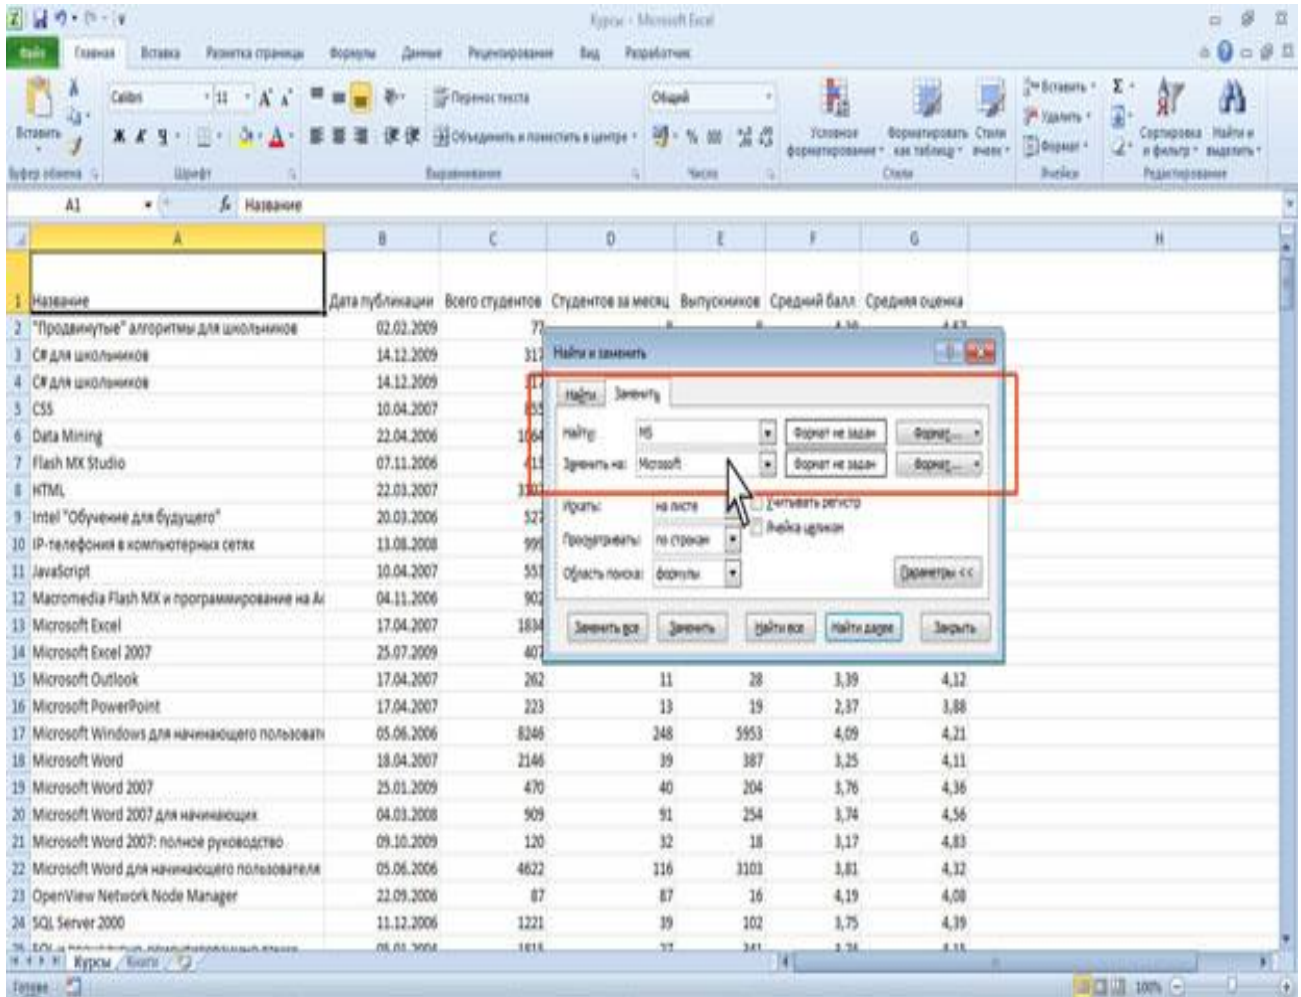 Курсы - Microsoft Excel
Файл Главная Вставка Разметка страницы Формулы Данные Рецензирование Вид Разработчик
Calibri 11 Перенос текста Общий Вставить
Вставить Ж К Ч Объединить и поместить в центре % 000 Условное форматирование Форматировать как таблицу Стили ячеек Удалить Формат Сортировка и фильтр Найти и выделить
Буфер обмена Шрифт Выравнивание Число Стили Ячейки Редактирование
A1 fx Название
A B C D E F G H
1 Название Дата публикации Всего студентов Студентов за месяц Выпускников Средний балл Средняя оценка
2 "Продвинутые" алгоритмы для школьников 02.02.2009 77
3 C# для школьников 14.12.2009 317
4 C# для школьников 14.12.2009
5 CSS 10.04.2007
6 Data Mining 22.04.2006 1064
7 Flash MX Studio 07.11.2006
8 HTML 22.03.2007
9 Intel "Обучение для будущего" 20.03.2006 527
10 IP-телефония в компьютерных сетях 13.08.2008 999
11 JavaScript 10.04.2007 553
12 Macromedia Flash MX и программирование на Ac 04.11.2006 902
13 Microsoft Excel 17.04.2007 1834
14 Microsoft Excel 2007 25.07.2009 407
15 Microsoft Outlook 17.04.2007 262 11 28 3,39 4,12
16 Microsoft PowerPoint 17.04.2007 223 13 19 2,37 3,88
17 Microsoft Windows для начинающего пользовате 05.06.2006 8246 248 5953 4,09 4,21
18 Microsoft Word 18.04.2007 2146 39 387 3,25 4,11
19 Microsoft Word 2007 25.01.2009 470 40 204 3,76 4,36
20 Microsoft Word 2007 для начинающих 04.03.2008 909 91 254 3,74 4,56
21 Microsoft Word 2007: полное руководство 09.10.2009 120 32 18 3,17 4,83
22 Microsoft Word для начинающего пользователя 05.06.2006 4622 116 3103 3,81 4,32
23 OpenView Network Node Manager 22.09.2006 87 87 16 4,19 4,08
24 SQL Server 2000 11.12.2006 1221 39 102 3,75 4,39
Найти и заменить
Найти Заменить
Найти: MS Формат не задан Формат...
Заменить на: Microsoft Формат не задан Формат...
Искать: на листе Учитывать регистр
Просматривать: по строкам Ячейка целиком
Область поиска: формулы Параметры <<
Заменить все Заменить Найти все Найти далее Закрыть
Курсы Книги
Готово 100%